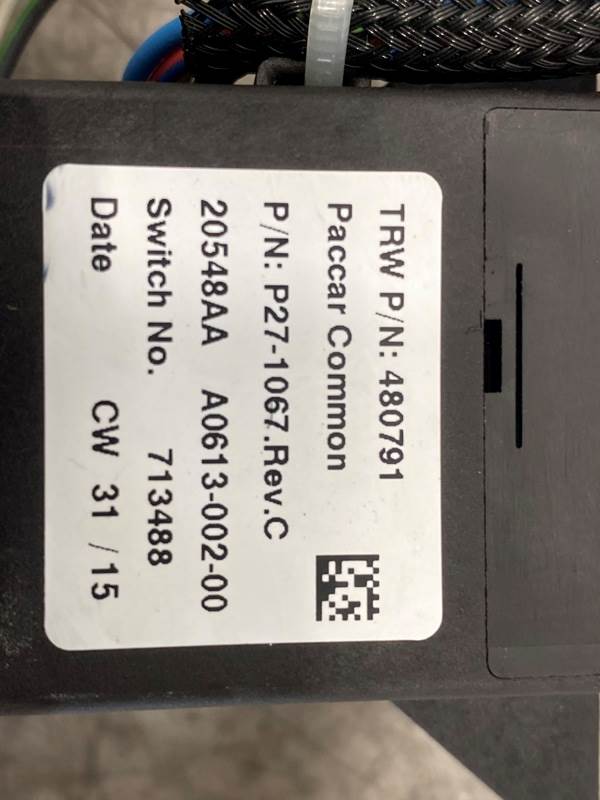 TRW P/N: 480791
Paccar Common
P/N: P27-1067.Rev.C
20548AA A0613-002-00
Switch No. 713488
Date CW 31 / 15